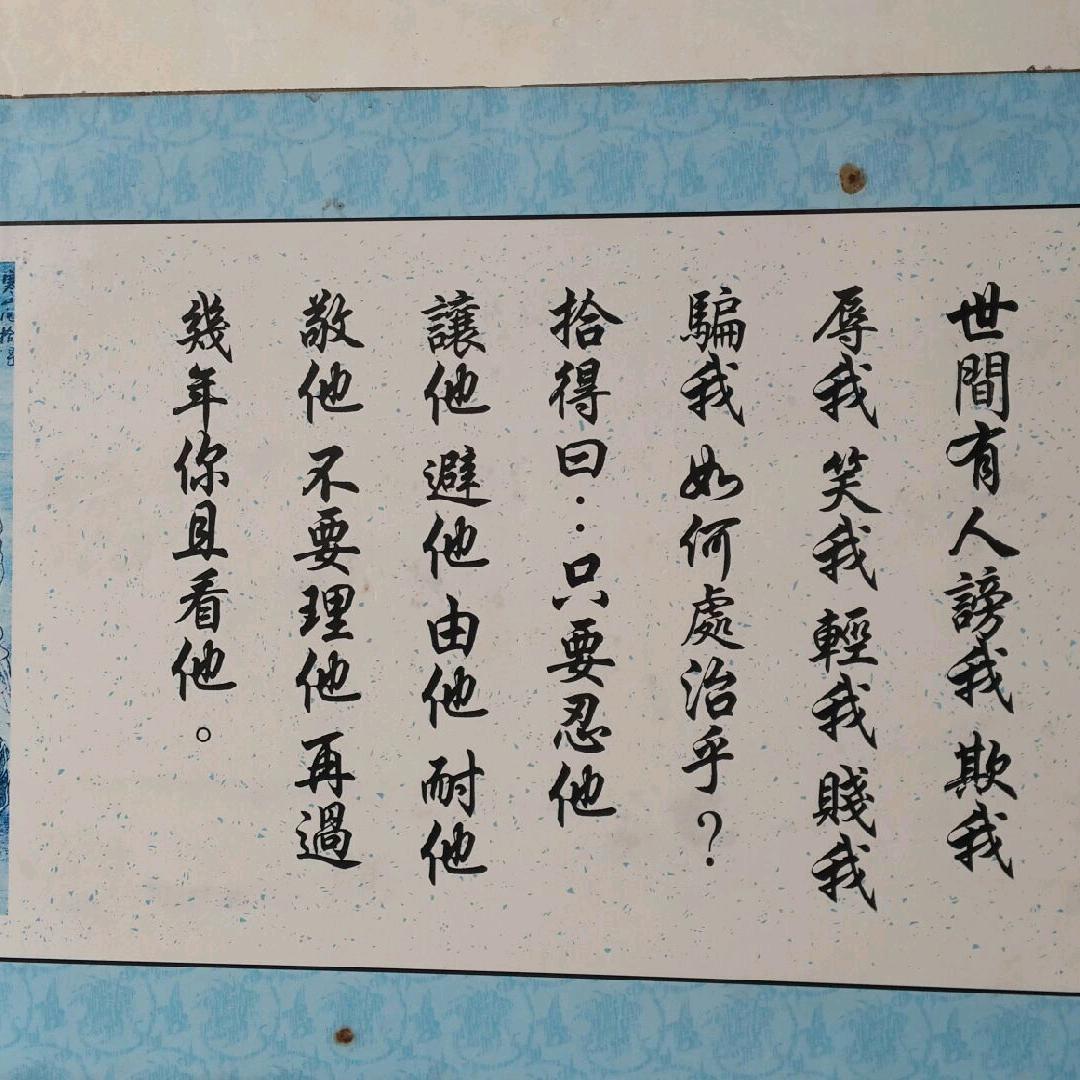 世間有人謗我 欺我
辱我 笑我 輕我 賤我
騙我 如何處治乎？
拾得曰：只要忍他
讓他 避他 由他 耐他
敬他 不要理他 再過
幾年你且看他。